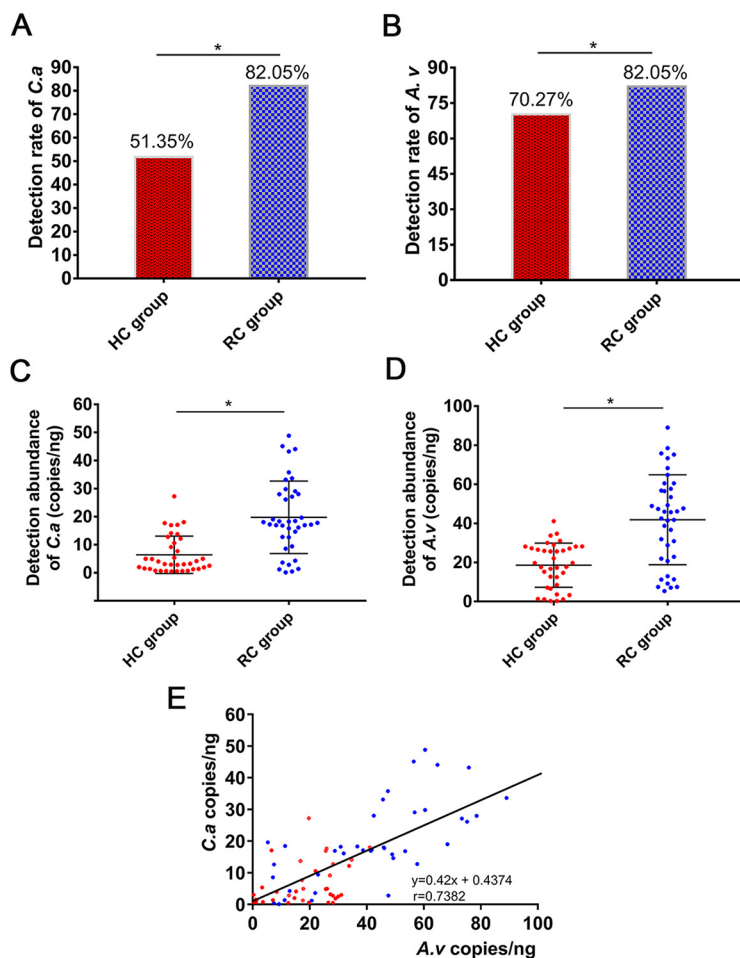 A
Detection rate of C.a
90
80
70
60
50
40
30
20
10
0
*
51.35%
82.05%
HC group
RC group
B
Detection rate of A. v
90
75
60
45
30
15
0
*
70.27%
82.05%
HC group
RC group
C
Detection abundance
of C.a (copies/ng)
60
50
40
30
20
10
0
*
HC group
RC group
D
Detection abundance
of A.v (copies/ng)
100
80
60
40
20
0
*
HC group
RC group
E
C.a copies/ng
60
50
40
30
20
10
0
y=0.42x + 0.4374
r=0.7382
0 20 40 60 80 100
A.v copies/ng